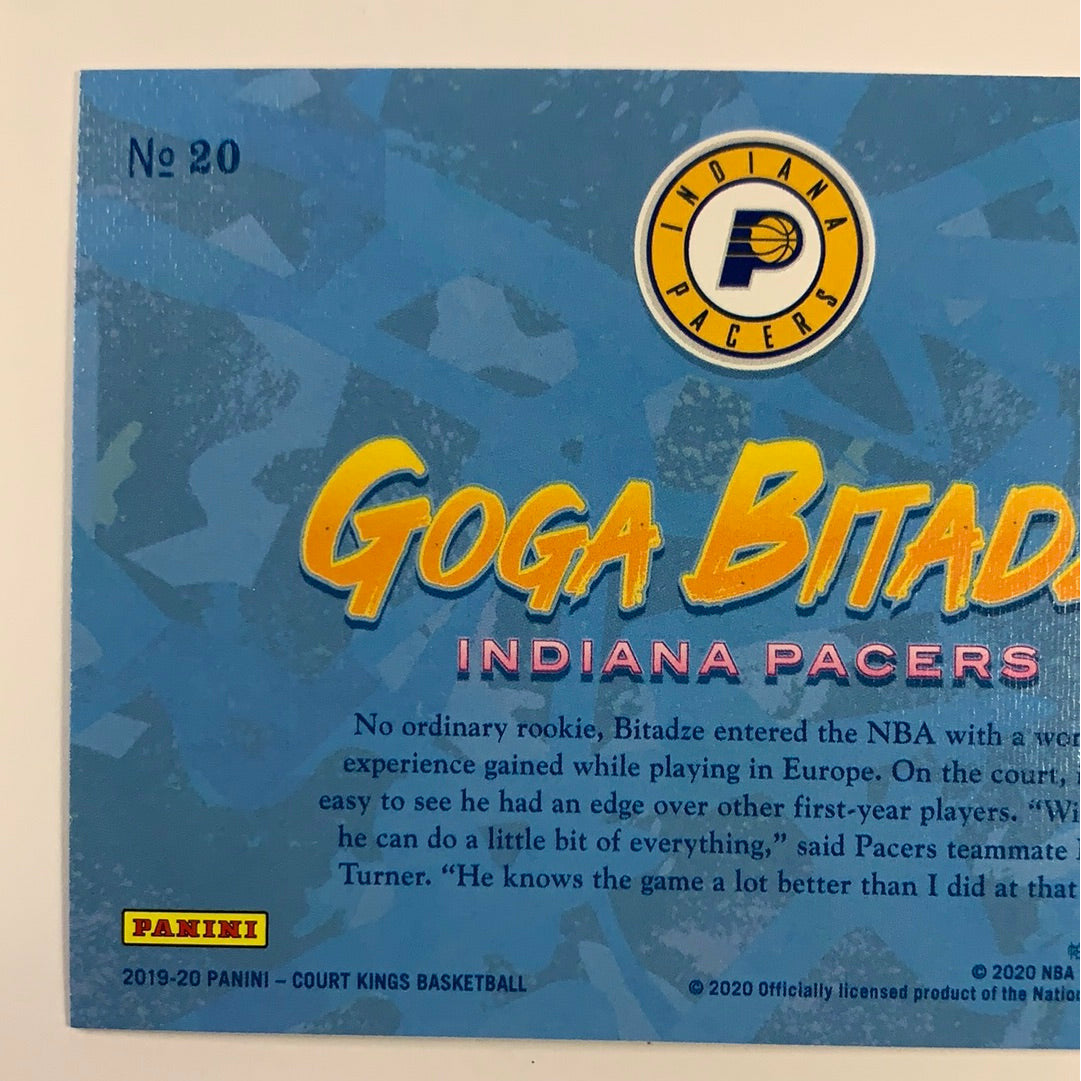 No 20
INDIANA PACERS
GOGA BITADZ
INDIANA PACERS
No ordinary rookie, Bitadze entered the NBA with a wor
experience gained while playing in Europe. On the court,
easy to see he had an edge over other first-year players. “Wi
he can do a little bit of everything,” said Pacers teammate
Turner. “He knows the game a lot better than I did at that
PANINI
2019-20 PANINI – COURT KINGS BASKETBALL
© 2020 NBA
© 2020 Officially licensed product of the Nation